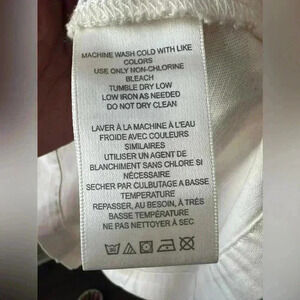 MACHINE WASH COLD WITH LIKE
COLORS
USE ONLY NON-CHLORINE
BLEACH
TUMBLE DRY LOW
LOW IRON AS NEEDED
DO NOT DRY CLEAN
LAVER À LA MACHINE À L'EAU
FROIDE AVEC COULEURS
SIMILAIRES
UTILISER UN AGENT DE
BLANCHIMENT SANS CHLORE SI
NÉCESSAIRE
SECHER PAR CULBUTAGE A BASSE
TEMPERATURE
REPASSER, AU BESOIN, À TRÈS
BASSE TEMPÉRATURE
NE PAS NETTOYER À SEC